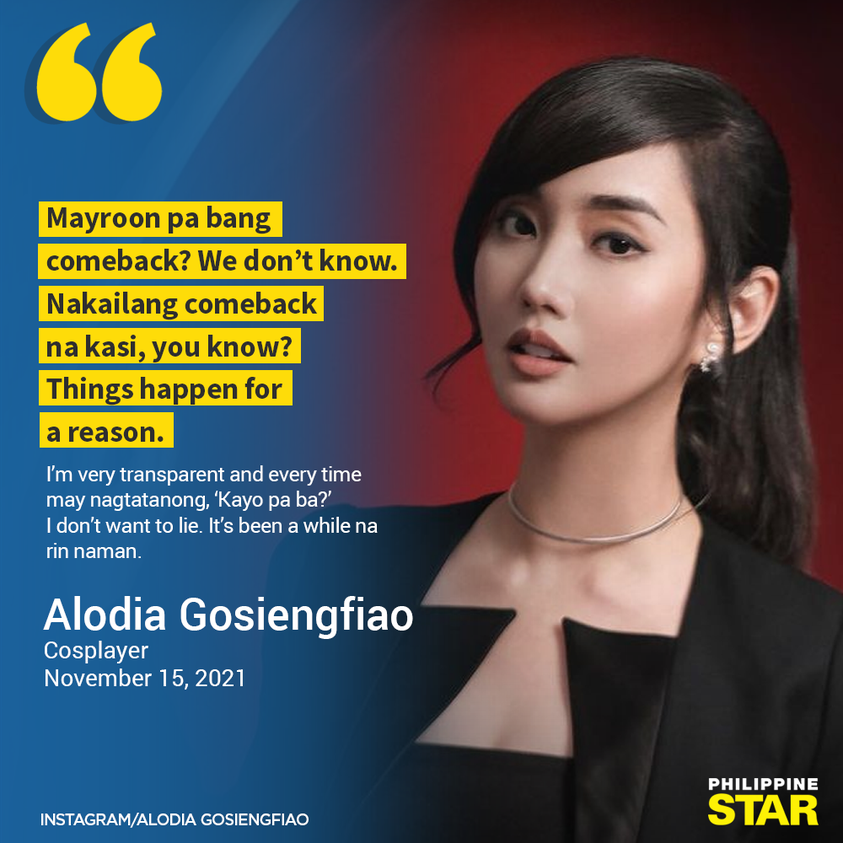 Mayroon pa bang
comeback? We don’t know.
Nakailang comeback
na kasi, you know?
Things happen for
a reason.
I’m very transparent and every time
may nagtatanong, ‘Kayo pa ba?’
I don’t want to lie. It’s been a while na
rin naman.
Alodia Gosiengfiao
Cosplayer
November 15, 2021
INSTAGRAM/ALODIA GOSIENGFIAO
PHILIPPINE
STAR